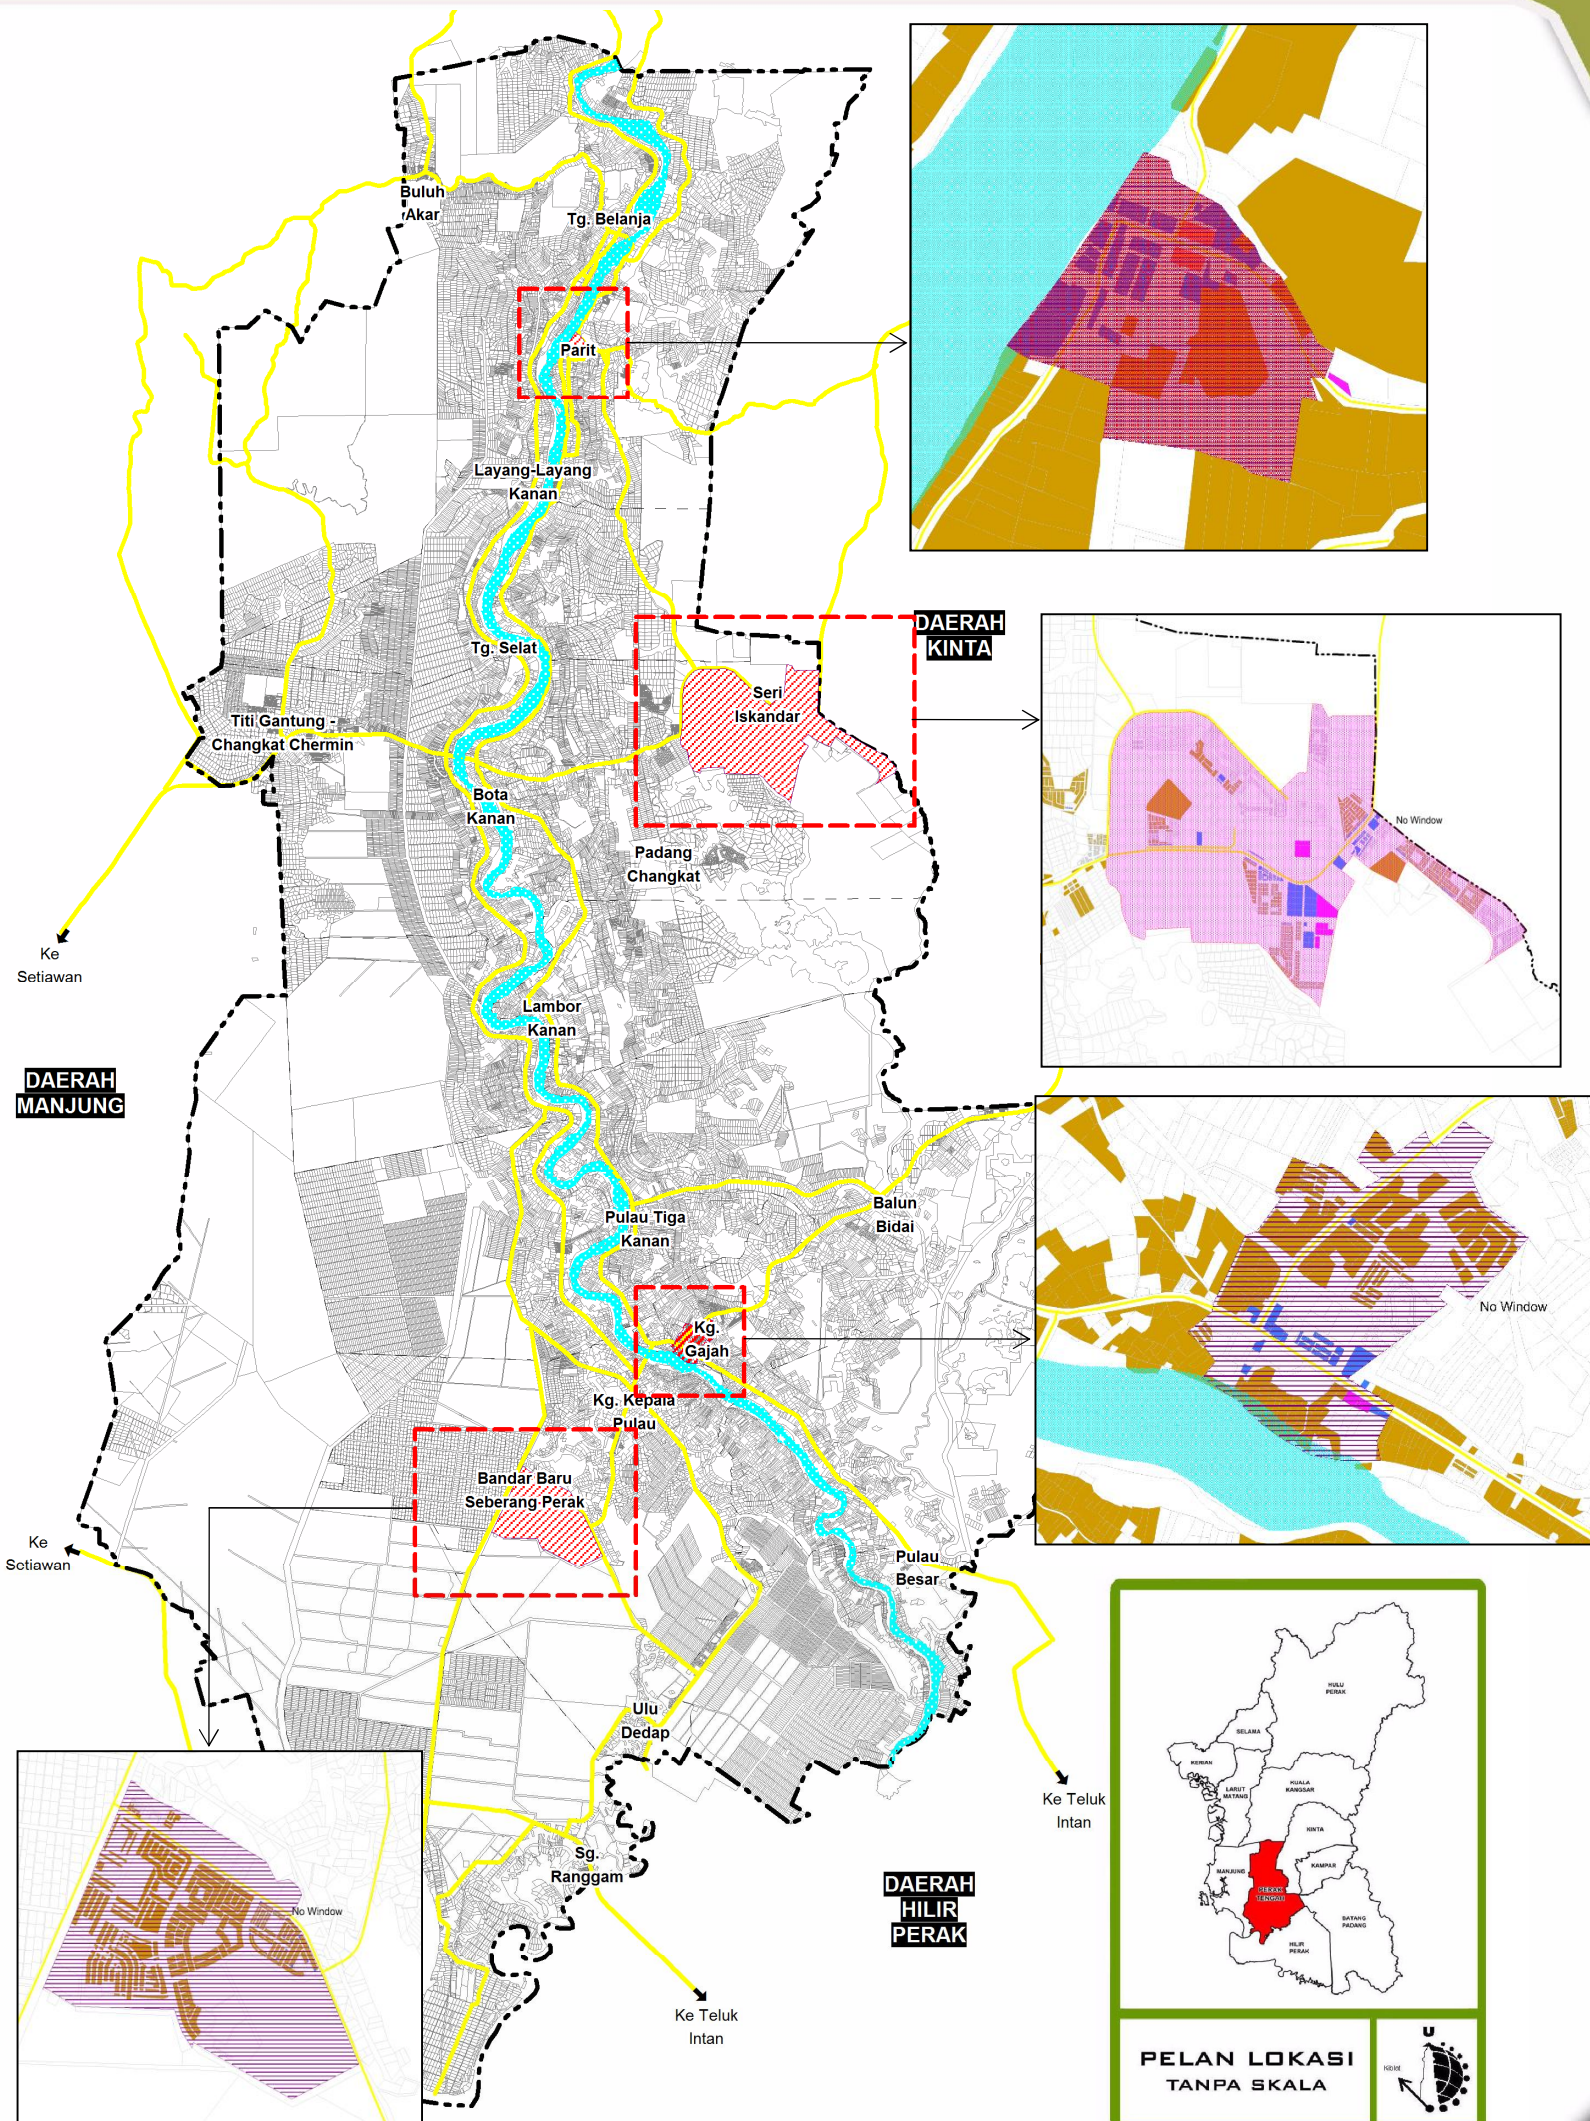 Buluh
Akar
Tg. Belanja
Parit
Layang-Layang
Kanan
DAERAH
KINTA
Tg. Selat
Seri
Iskandar
Titi Gantung -
Changkat Chermin
Bota
Kanan
No Window
Padang
Changkat
Ke
Setiawan
Lambor
Kanan
DAERAH
MANJUNG
Balun
Bidai
Pulau Tiga
Kanan
No Window
Kg.
Gajah
Kg. Kepala
Pulau
Bandar Baru
Seberang Perak
Ke
Setiawan
Pulau
Besar
HULU
PERAK
Ulu
Dedap
SELAMA
KERIAN
LARUT
MATANG
KUALA
KANGSAR
Ke Teluk
Intan
KINTA
Sg.
Ranggam
MANJUNG
KAMPAR
DAERAH
HILIR
PERAK
PERAK
TENGAH
No Window
BATANG
PADANG
HILIR
PERAK
Ke Teluk
Intan
PELAN LOKASI
TANPA SKALA
U
Kiblat